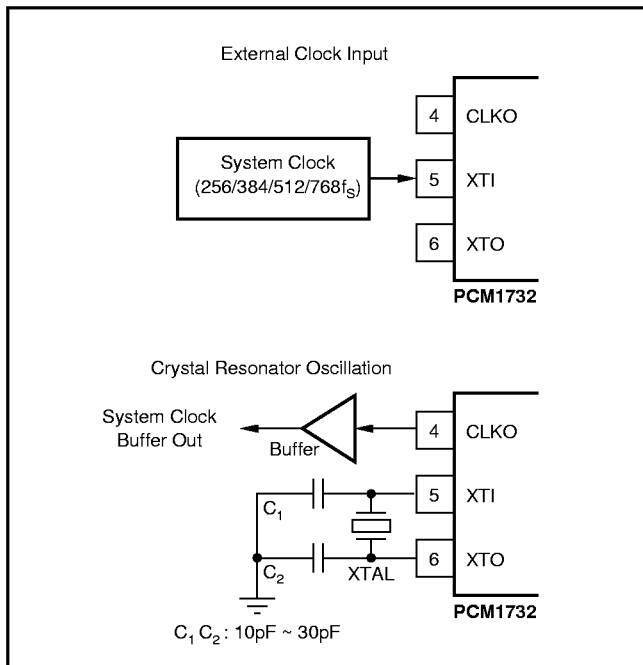 External Clock Input
4 CLKO
System Clock
(256/384/512/768fS)
5 XTI
6 XTO
PCM1732
Crystal Resonator Oscillation
System Clock
Buffer Out
Buffer
4 CLKO
C1
5 XTI
C2
XTAL
6 XTO
PCM1732
C1 C2 : 10pF ~ 30pF